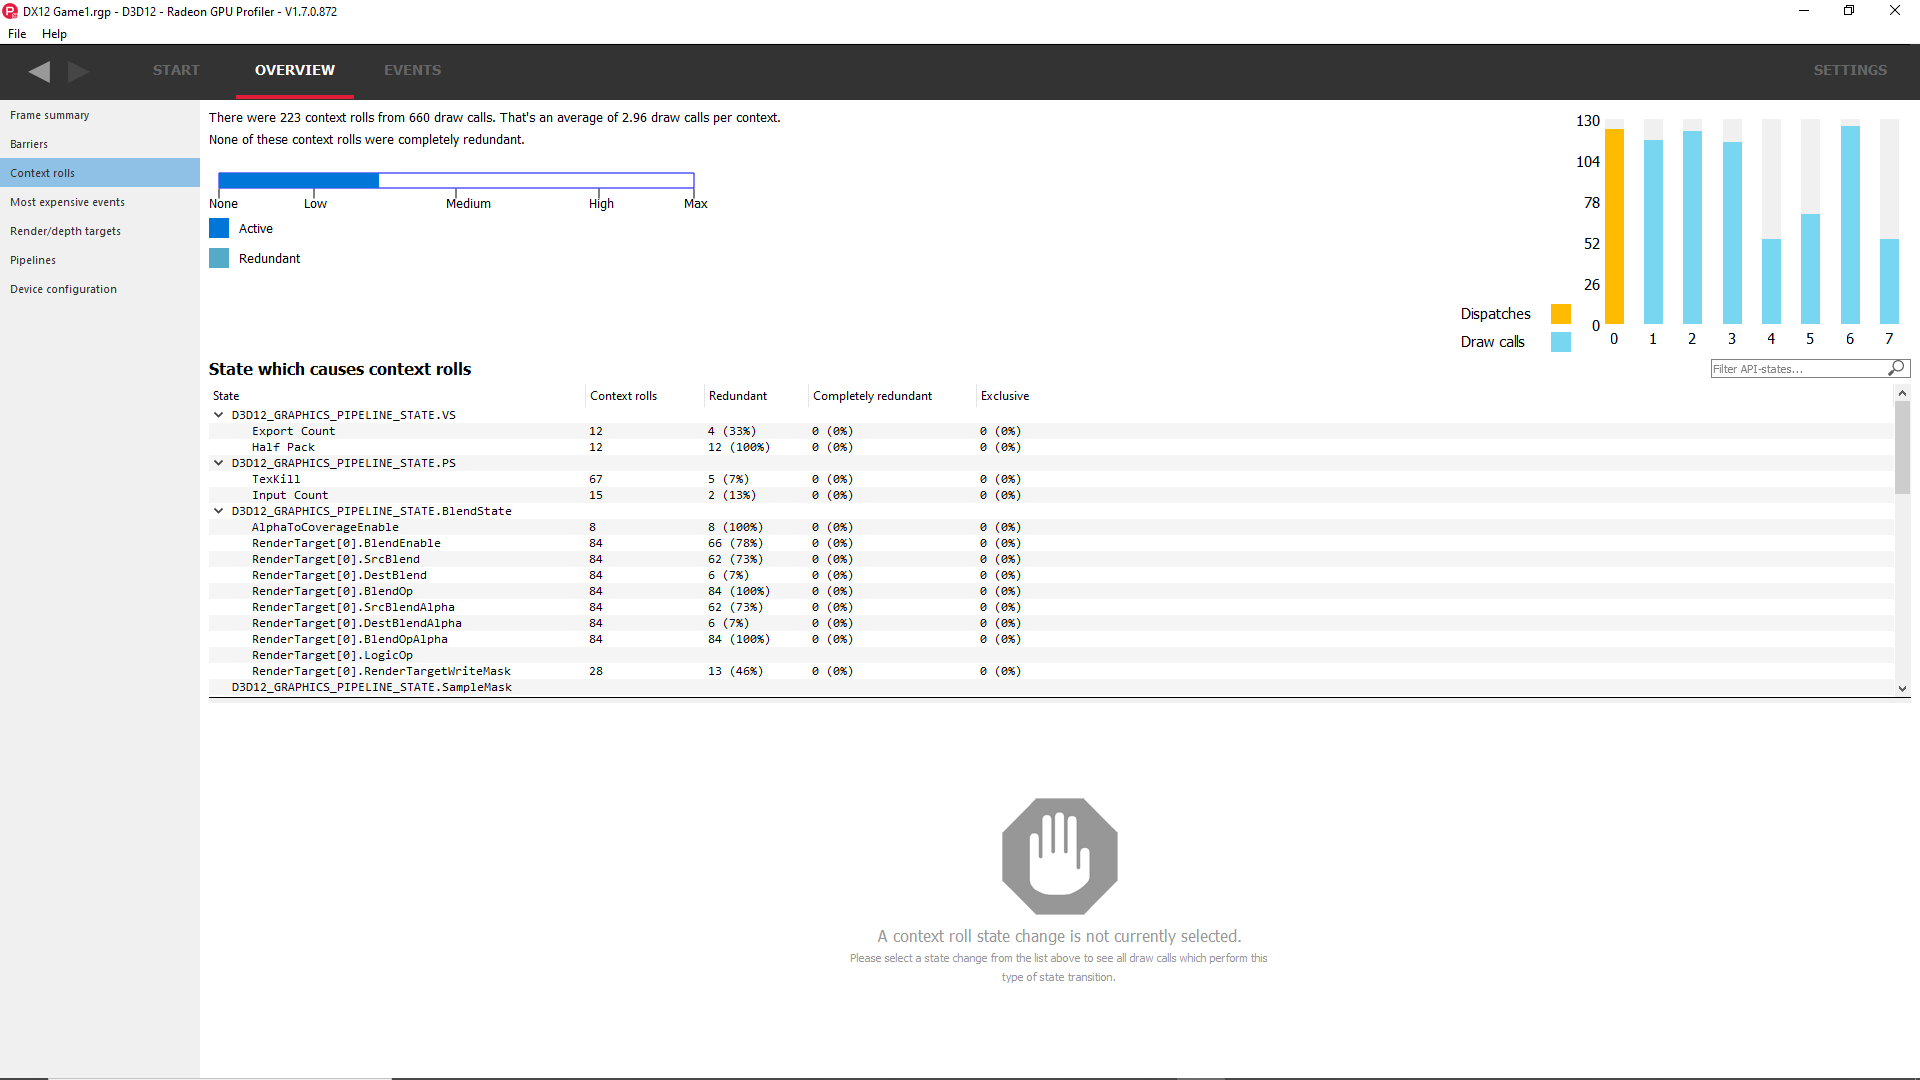 DX12 Game1.rgp - D3D12 - Radeon GPU Profiler - V1.7.0.872
File Help
START OVERVIEW EVENTS SETTINGS
Frame summary
Barriers
Context rolls
Most expensive events
Render/depth targets
Pipelines
Device configuration
There were 223 context rolls from 660 draw calls. That's an average of 2.96 draw calls per context.
None of these context rolls were completely redundant.
None Low Medium High Max
Active
Redundant
130
104
78
52
26
0
Dispatches
Draw calls
0 1 2 3 4 5 6 7
State which causes context rolls
Filter API-states...
State Context rolls Redundant Completely redundant Exclusive
D3D12_GRAPHICS_PIPELINE_STATE.VS
Export Count 12 4 (33%) 0 (0%) 0 (0%)
Half Pack 12 12 (100%) 0 (0%) 0 (0%)
D3D12_GRAPHICS_PIPELINE_STATE.PS
TexKill 67 5 (7%) 0 (0%) 0 (0%)
Input Count 15 2 (13%) 0 (0%) 0 (0%)
D3D12_GRAPHICS_PIPELINE_STATE.BlendState
AlphaToCoverageEnable 8 8 (100%) 0 (0%) 0 (0%)
RenderTarget[0].BlendEnable 84 66 (78%) 0 (0%) 0 (0%)
RenderTarget[0].SrcBlend 84 62 (73%) 0 (0%) 0 (0%)
RenderTarget[0].DestBlend 84 6 (7%) 0 (0%) 0 (0%)
RenderTarget[0].BlendOp 84 84 (100%) 0 (0%) 0 (0%)
RenderTarget[0].SrcBlendAlpha 84 62 (73%) 0 (0%) 0 (0%)
RenderTarget[0].DestBlendAlpha 84 6 (7%) 0 (0%) 0 (0%)
RenderTarget[0].BlendOpAlpha 84 84 (100%) 0 (0%) 0 (0%)
RenderTarget[0].LogicOp
RenderTarget[0].RenderTargetWriteMask 28 13 (46%) 0 (0%) 0 (0%)
D3D12_GRAPHICS_PIPELINE_STATE.SampleMask
A context roll state change is not currently selected.
Please select a state change from the list above to see all draw calls which perform this
type of state transition.